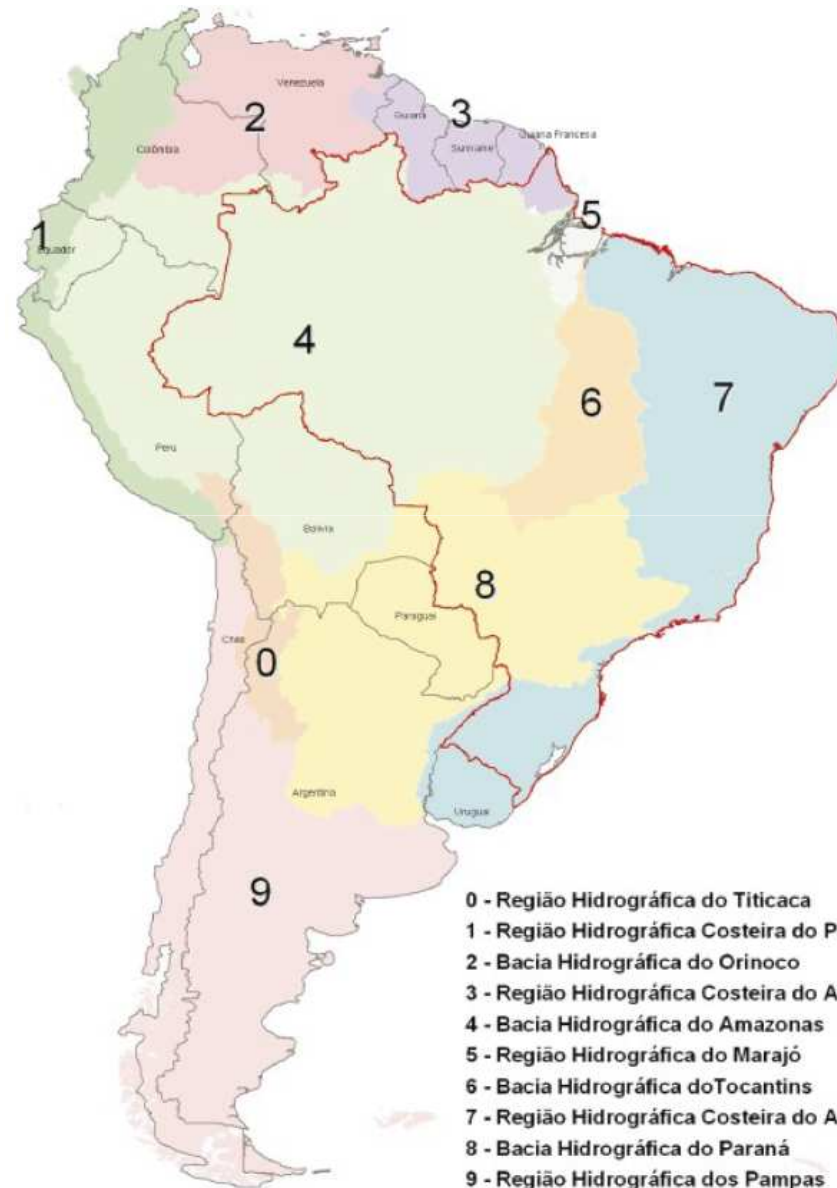 Venezuela
2
3
Guiana
Suriname
Guiana Francesa
Colômbia
1
Equador
5
4
6
7
Peru
Bolívia
8
Paraguai
Chile
0
Argentina
Uruguai
9
0 - Região Hidrográfica do Titicaca
1 - Região Hidrográfica Costeira do P
2 - Bacia Hidrográfica do Orinoco
3 - Região Hidrográfica Costeira do A
4 - Bacia Hidrográfica do Amazonas
5 - Região Hidrográfica do Marajó
6 - Bacia Hidrográfica doTocantins
7 - Região Hidrográfica Costeira do A
8 - Bacia Hidrográfica do Paraná
9 - Região Hidrográfica dos Pampas